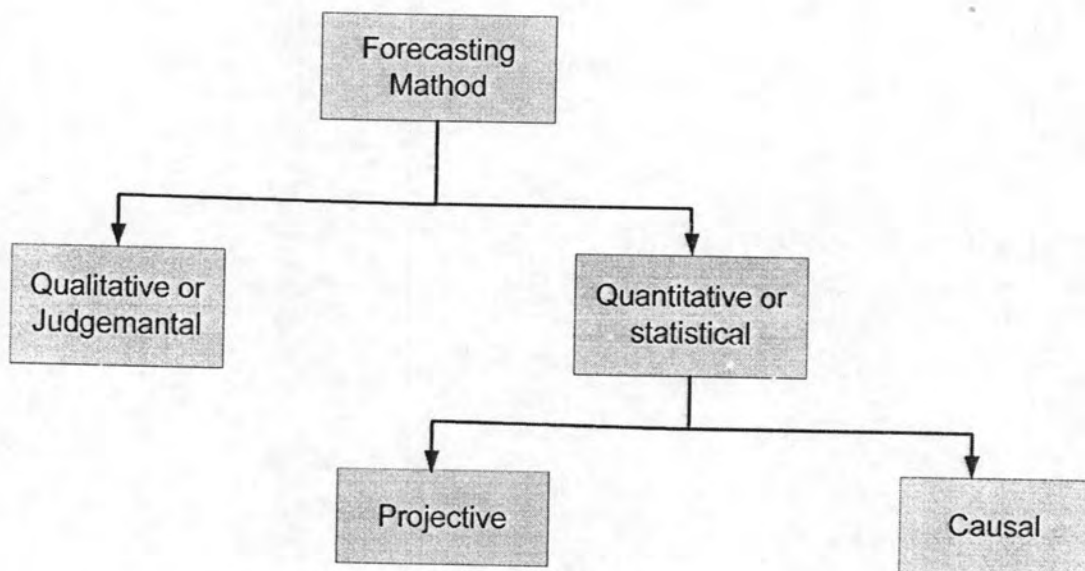 Forecasting
Mathod
Qualitative or
Judgemantal
Quantitative or
statistical
Projective
Causal